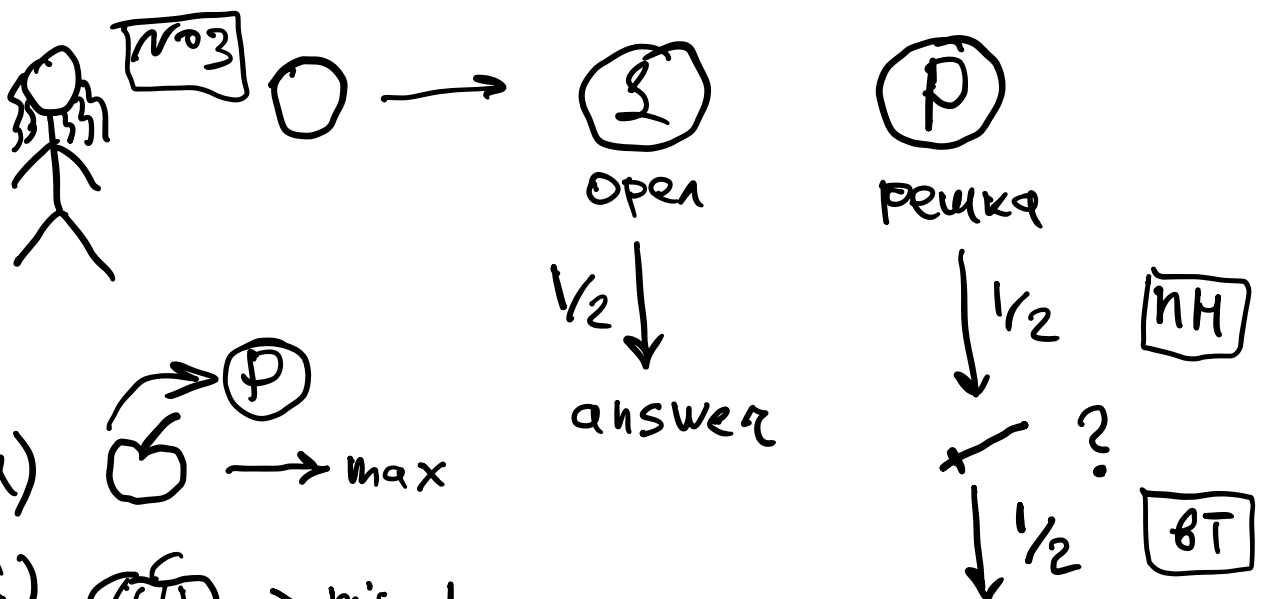 №3
Р
орел
решка
1/2
1/2
ПН
answer
?
Р
max
1/2
ВТ